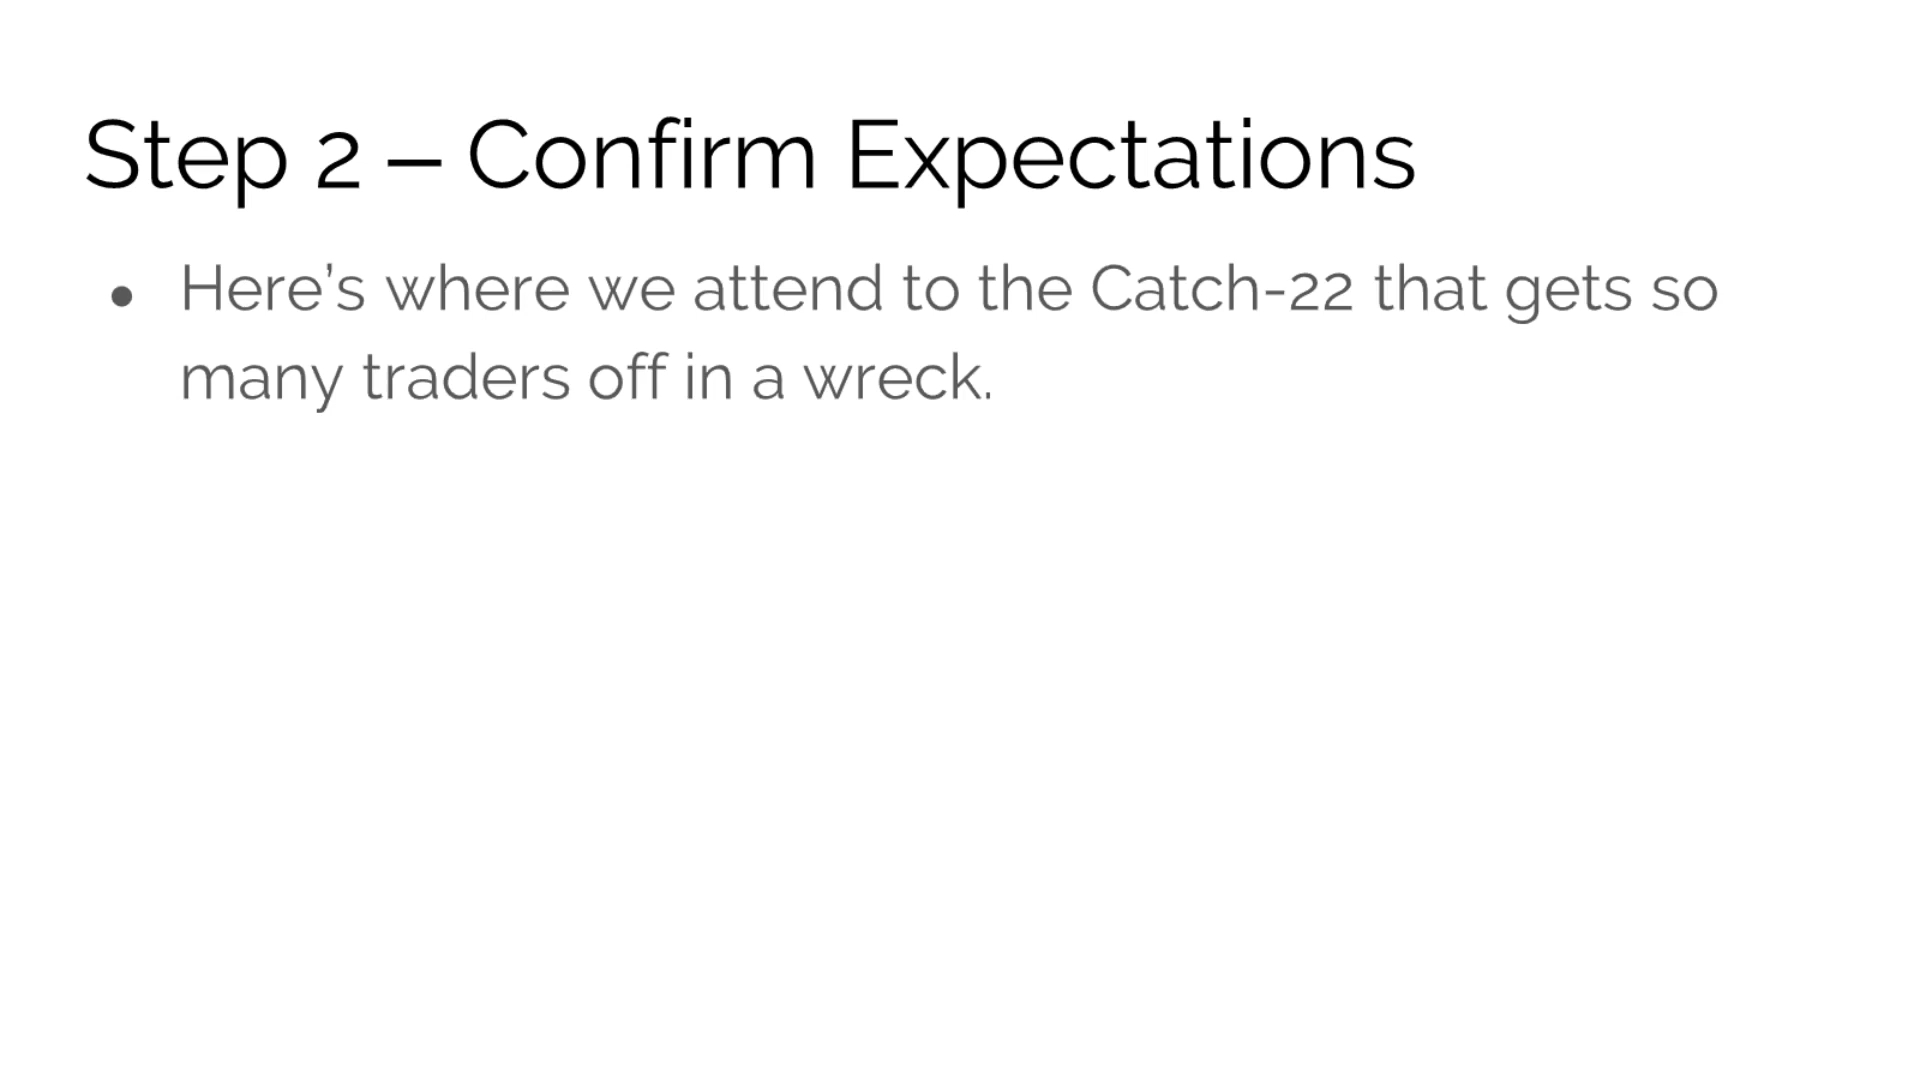 Step 2 – Confirm Expectations
● Here’s where we attend to the Catch-22 that gets so
many traders off in a wreck.